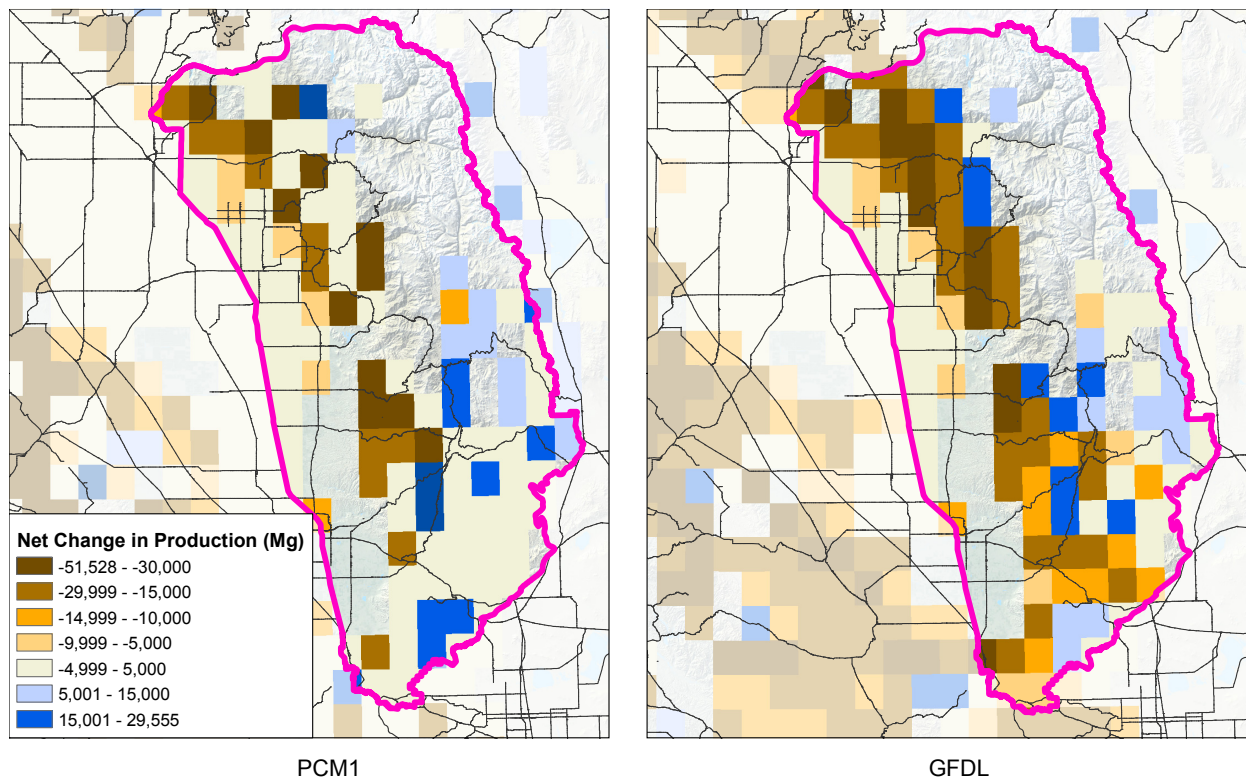 Net Change in Production (Mg)
-51,528 - -30,000
-29,999 - -15,000
-14,999 - -10,000
-9,999 - -5,000
-4,999 - 5,000
5,001 - 15,000
15,001 - 29,555
PCM1
GFDL